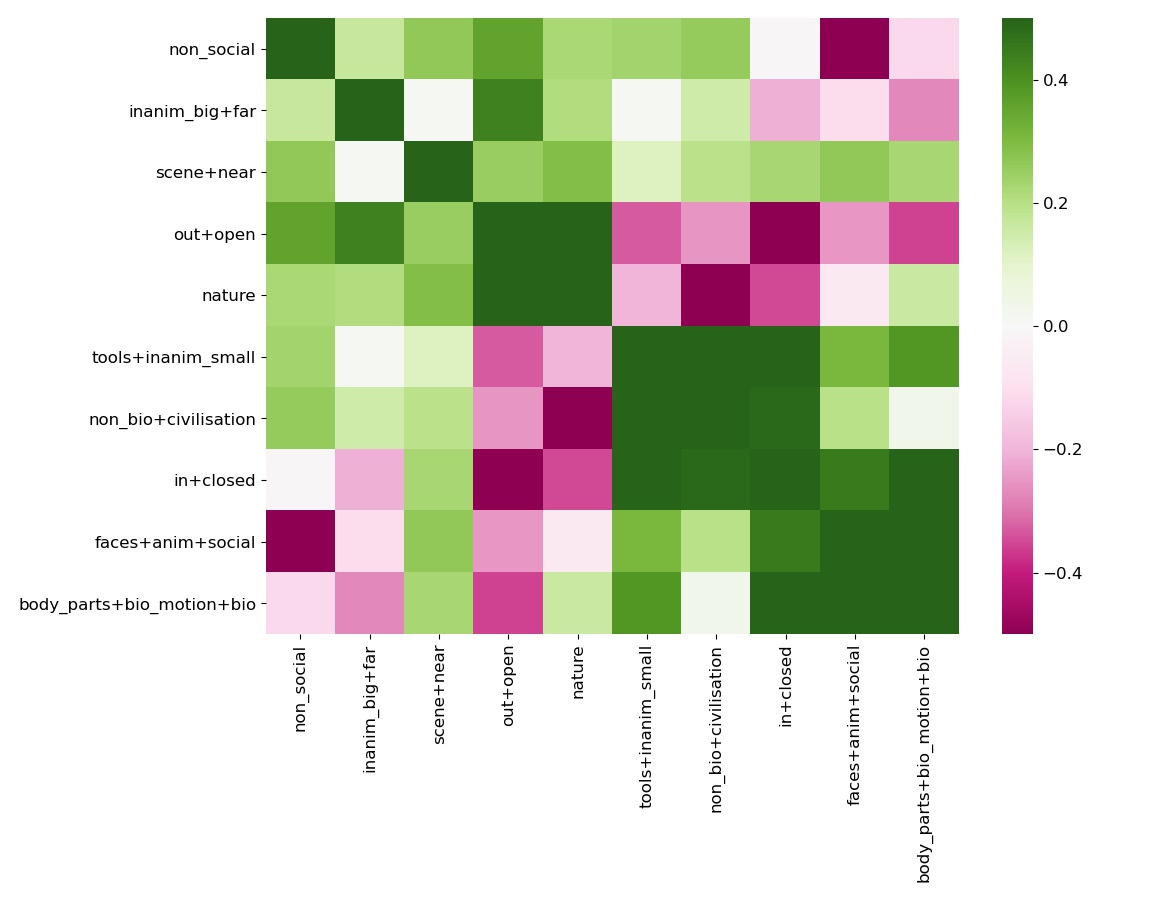 non_social
inanim_big+far
scene+near
out+open
nature
tools+inanim_small
non_bio+civilisation
in+closed
faces+anim+social
body_parts+bio_motion+bio
non_social
inanim_big+far
scene+near
out+open
nature
tools+inanim_small
non_bio+civilisation
in+closed
faces+anim+social
body_parts+bio_motion+bio
0.4
0.2
0.0
−0.2
−0.4